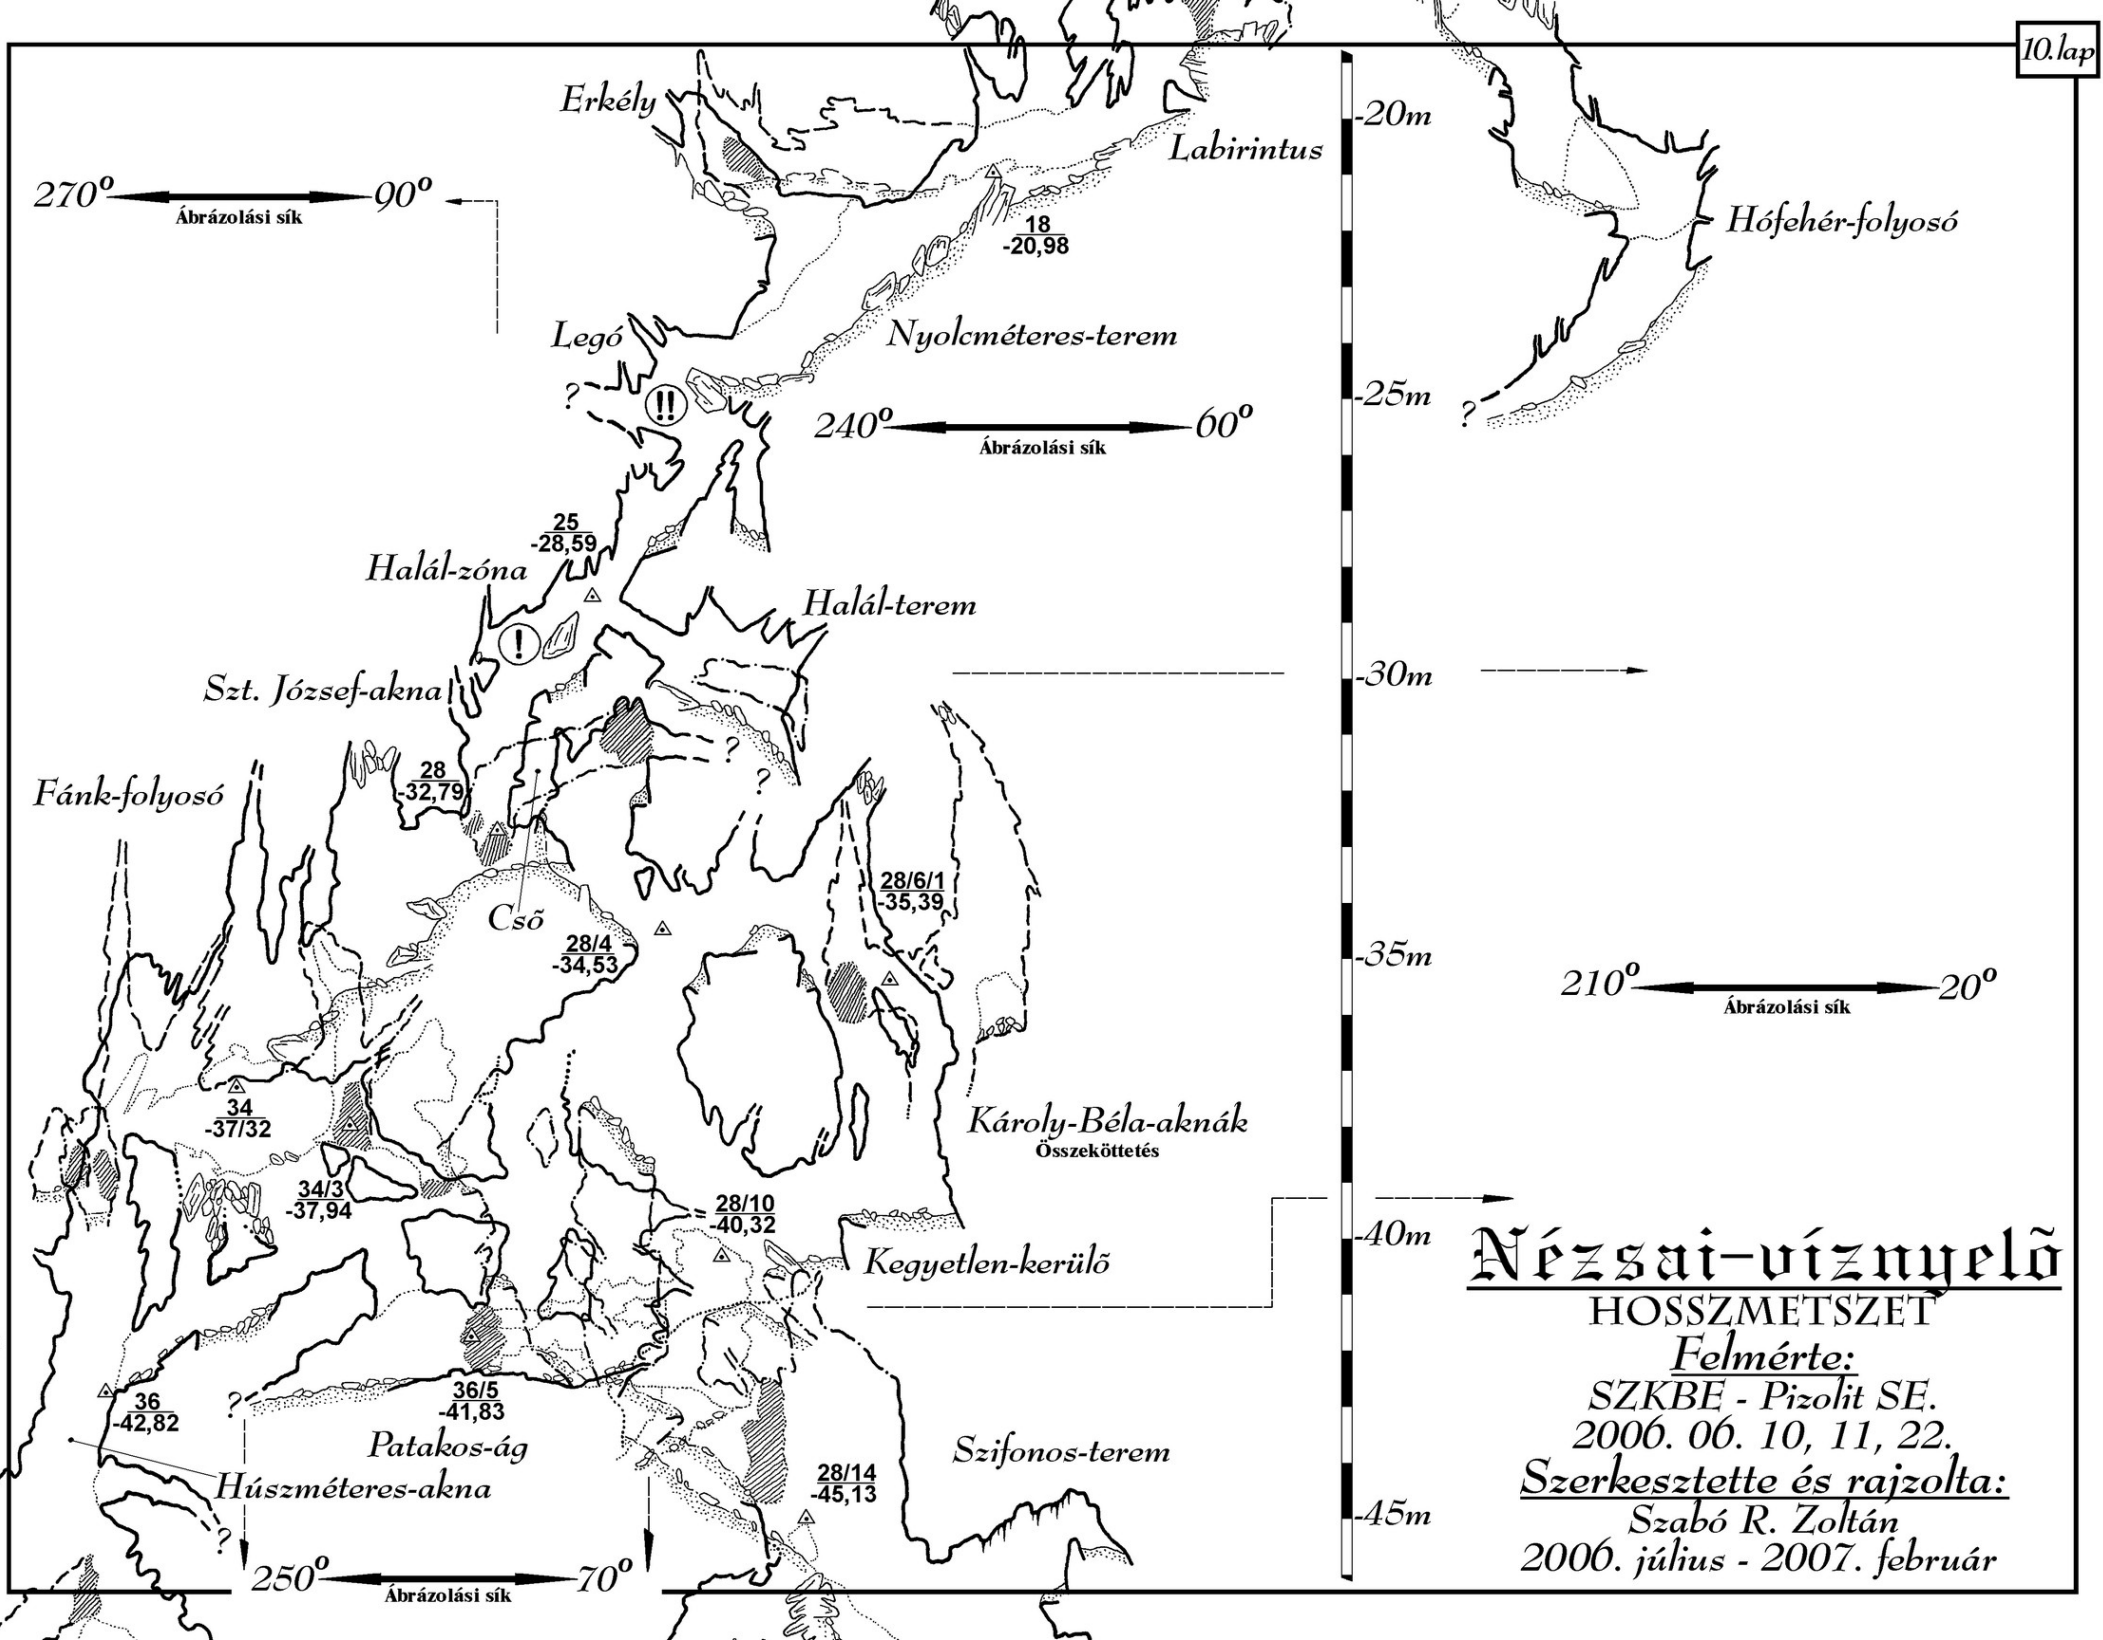 10.lap
Erkély
-20m
Labirintus
270° 90°
Ábrázolási sík
Hófehér-folyosó
18
-20,98
Legó
Nyolcméteres-terem
?
!!
-25m
?
240° 60°
Ábrázolási sík
25
-28,59
Halál-zóna
Halál-terem
!
-30m
Szt. József-akna
?
?
Fánk-folyosó
28
-32,79
28/6/1
-35,39
Csõ
28/4
-34,53
-35m
210° 20°
Ábrázolási sík
34
-37/32
Károly-Béla-aknák
Összeköttetés
34/3
-37,94
28/10
-40,32
-40m
Kegyetlen-kerülõ
Nézsai-víznyelõ
HOSSZMETSZET
Felmérte:
SZKBE - Pizolit SE.
2006. 06. 10, 11, 22.
Szerkesztette és rajzolta:
Szabó R. Zoltán
2006. július - 2007. február
36
-42,82
?
36/5
-41,83
Patakos-ág
Szifonos-terem
Húszméteres-akna
28/14
-45,13
-45m
?
250° 70°
Ábrázolási sík